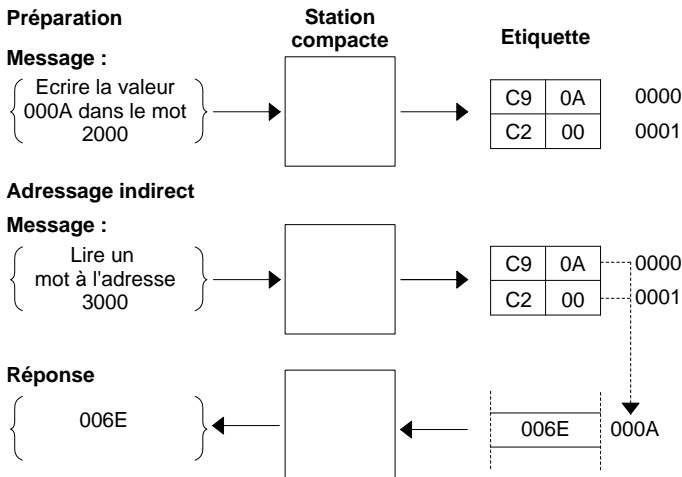 Préparation
Station
compacte
Etiquette
Message :
Ecrire la valeur
000A dans le mot
2000
C9 0A 0000
C2 00 0001
Adressage indirect
Message :
Lire un
mot à l'adresse
3000
C9 0A 0000
C2 00 0001
Réponse
006E
006E 000A